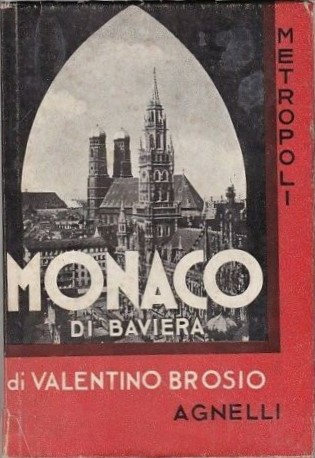 METROPOLI
MONACO
DI BAVIERA
di VALENTINO BROSIO
AGNELLI